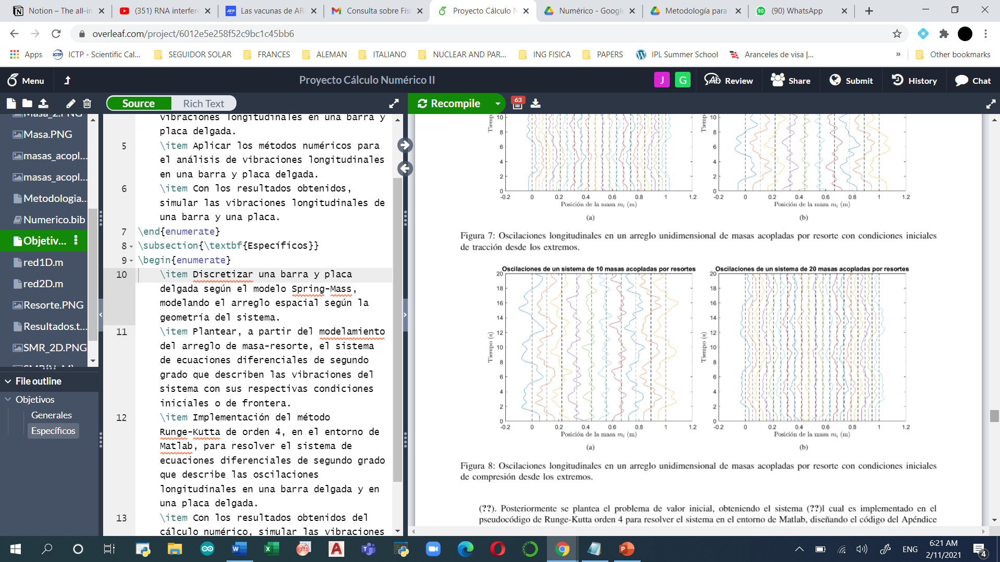 Notion – The all-in
(351) RNA interfere
Las vacunas de AR
Consulta sobre Fís
Proyecto Cálculo N
Numérico - Google
Metodología para
(90) WhatsApp
overleaf.com/project/6012e5e258f52c9bc1c45bb6
Apps
ICTP - Scientific Cal...
SEGUIDOR SOLAR
FRANCES
ALEMAN
ITALIANO
NUCLEAR AND PAR...
ING FISICA
PAPERS
IPL Summer School
Aranceles de visa |...
»
Other bookmarks
Menu
Proyecto Cálculo Numérico II
J
G
Review
Share
Submit
History
Chat
Source
Rich Text
Recompile
63
Masa_2.PNG
Masa.PNG
masas_acopl...
masas_acopl...
Metodologia...
Numerico.bib
Objetiv...
red1D.m
red2D.m
Resorte.PNG
Resultados.t...
SMR_2D.PNG
File outline
Objetivos
Generales
Específicos
vibraciones longitudinales en una barra y
placa delgada.
5 \item Aplicar los métodos numéricos para
el análisis de vibraciones longitudinales
en una barra y placa delgada.
6 \item Con los resultados obtenidos,
simular las vibraciones longitudinales de
una barra y una placa.
7 \end{enumerate}
8 \subsection{\textbf{Específicos}}
9 \begin{enumerate}
10 \item Discretizar una barra y placa
delgada según el modelo Spring-Mass,
modelando el arreglo espacial según la
geometría del sistema.
11 \item Plantear, a partir del modelamiento
del arreglo de masa-resorte, el sistema
de ecuaciones diferenciales de segundo
grado que describen las vibraciones del
sistema con sus respectivas condiciones
iniciales o de frontera.
12 \item Implementación del método
Runge-Kutta de orden 4, en el entorno de
Matlab, para resolver el sistema de
ecuaciones diferenciales de segundo grado
que describe las oscilaciones
longitudinales en una barra delgada y en
una placa delgada.
13 \item Con los resultados obtenidos del
cálculo numérico, simular las vibraciones
Tiempo (s)
10
8
6
4
2
0
-0.2 0 0.2 0.4 0.6 0.8 1 1.2
Posición de la masa mᵢ (m)
(a)
10
8
6
4
2
0
-0.2 0 0.2 0.4 0.6 0.8 1 1.2
Posición de la masa mᵢ (m)
(b)
Figura 7: Oscilaciones longitudinales en un arreglo unidimensional de masas acopladas por resorte con condiciones iniciales
de tracción desde los extremos.
Oscilaciones de un sistema de 10 masas acopladas por resortes
20
18
16
14
12
10
8
6
4
2
0
Tiempo (s)
-0.2 0 0.2 0.4 0.6 0.8 1 1.2
Posición de la masa mᵢ (m)
(a)
Oscilaciones de un sistema de 20 masas acopladas por resortes
20
18
16
14
12
10
8
6
4
2
0
Tiempo (s)
-0.2 0 0.2 0.4 0.6 0.8 1 1.2
Posición de la masa mᵢ (m)
(b)
Figura 8: Oscilaciones longitudinales en un arreglo unidimensional de masas acopladas por resorte con condiciones iniciales
de compresión desde los extremos.
(??). Posteriormente se plantea el problema de valor inicial, obteniendo el sistema (??)l cual es implementado en el
pseudocódigo de Runge-Kutta orden 4 para resolver el sistema en el entorno de Matlab, diseñando el código del Apéndice
ENG
6:21 AM
2/11/2021
4